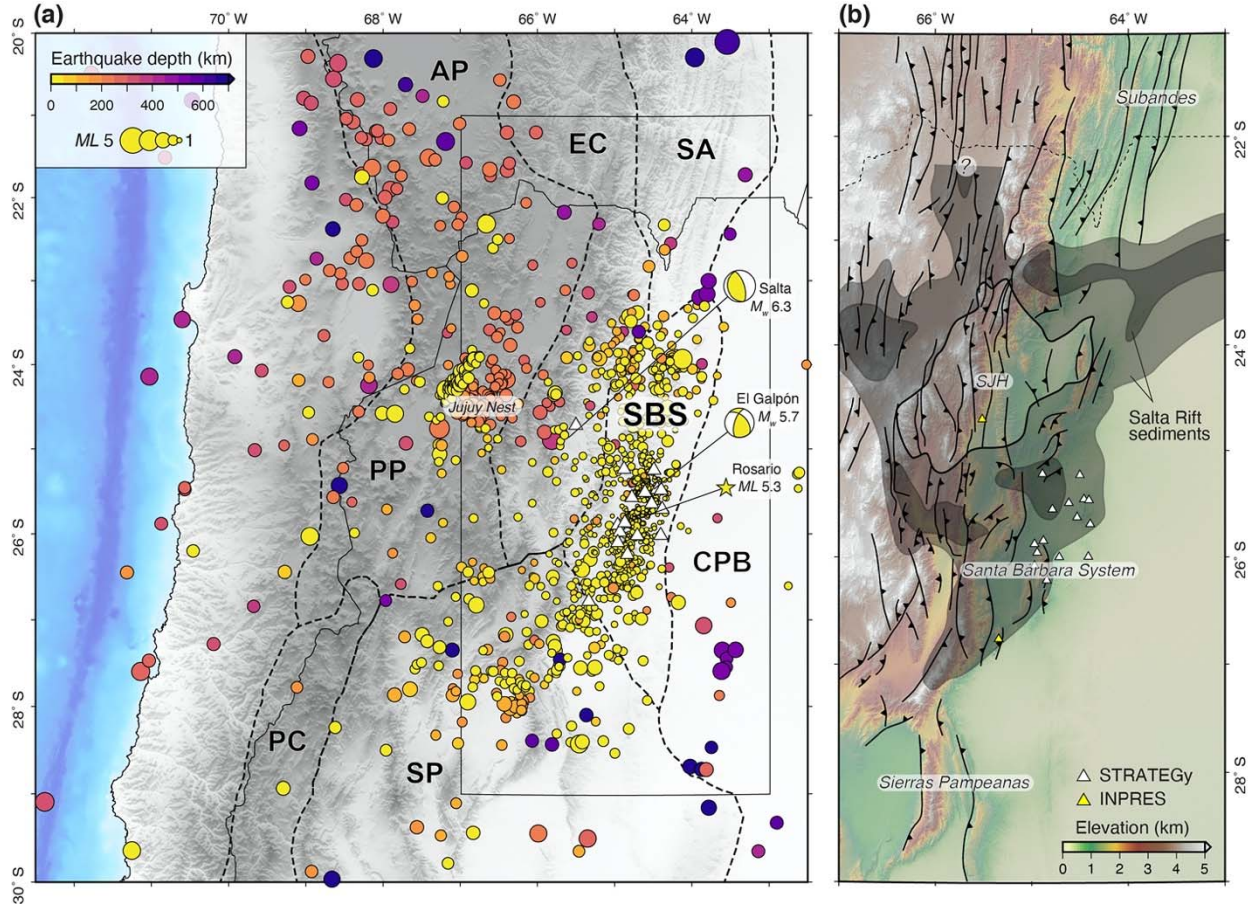 (a)
70° W
68° W
66° W
64° W
20° S
22° S
24° S
26° S
28° S
30° S
Earthquake depth (km)
0 200 400 600
ML 5 1
AP
EC
SA
Salta
Mw 6.3
El Galpón
Mw 5.7
Jujuy Nest
SBS
Rosario
ML 5.3
PP
CPB
PC
SP
(b)
66° W
64° W
Subandes
22° S
?
24° S
SJH
Salta Rift
sediments
26° S
Santa Barbara System
Sierras Pampeanas
28° S
STRATEGy
INPRES
Elevation (km)
0 1 2 3 4 5